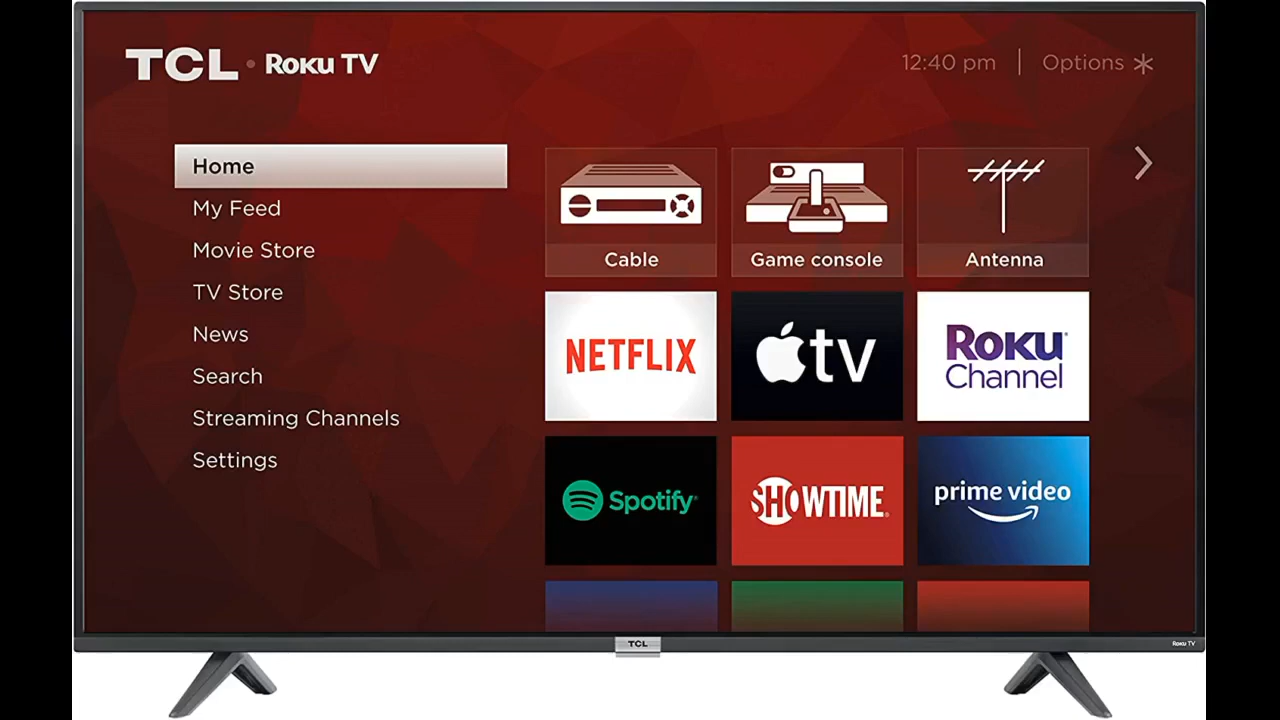 TCL • Roku TV
12:40 pm | Options
Home
My Feed
Movie Store
TV Store
News
Search
Streaming Channels
Settings
Cable
Game console
Antenna
NETFLIX
tv
Roku Channel
Spotify
SHOWTIME
prime video
TCL
Roku TV